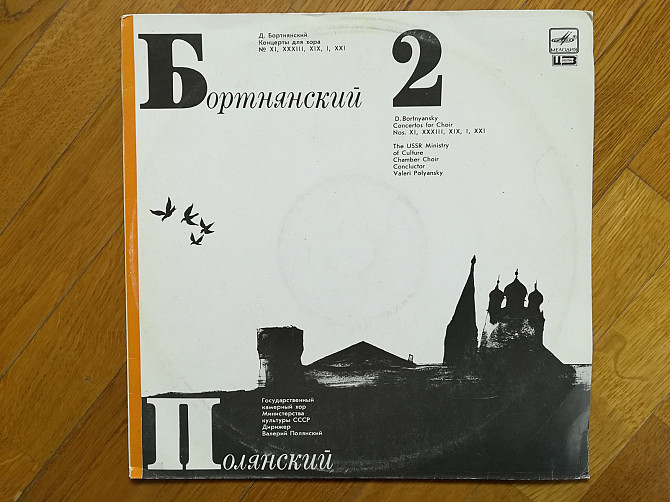 Д. Бортнянский
Концерты для хора
№ XI, XXXIII, XIX, I, XXI
МЕЛОДИЯ
Бортнянский 2
D. Bortnyansky
Concertos for Choir
Nos. XI, XXXIII, XIX, I, XXI
The USSR Ministry
of Culture
Chamber Choir
Concluctor
Valeri Polyansky
Государственный
камерный хор
Министерства
культуры СССР
Дирижер
Валерий Полянский
Полянский